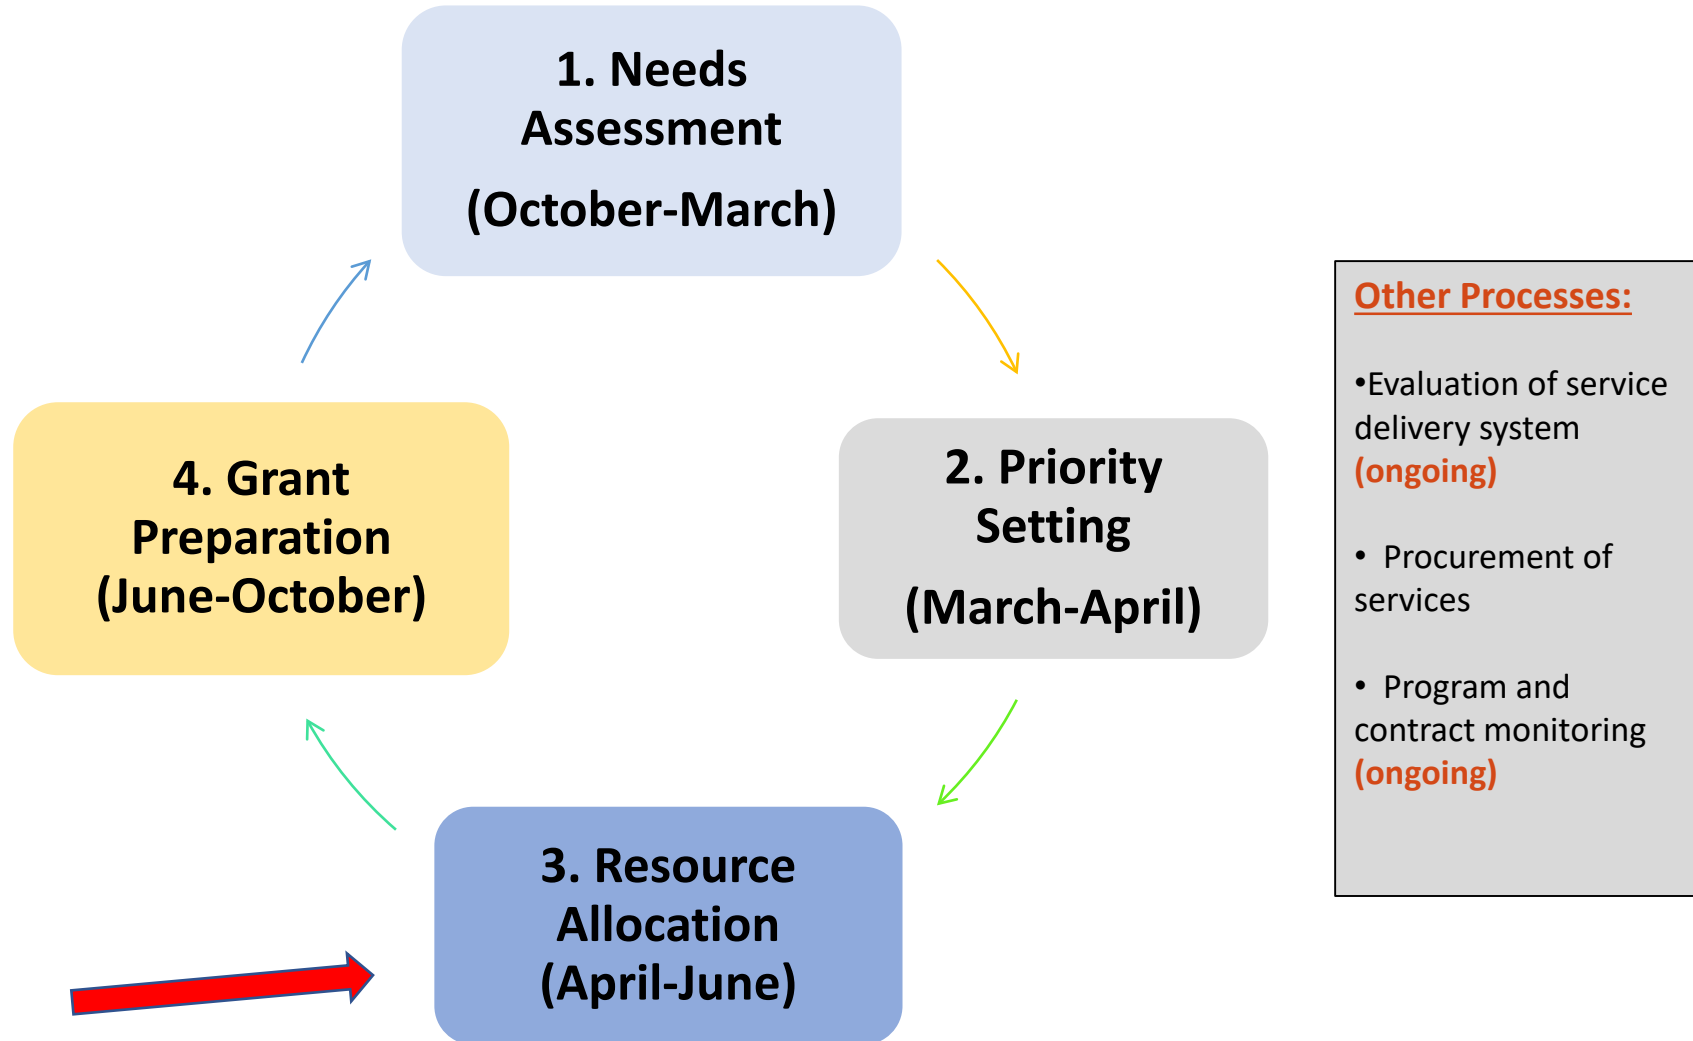 1. Needs
Assessment
(October-March)
2. Priority
Setting
(March-April)
3. Resource
Allocation
(April-June)
4. Grant
Preparation
(June-October)
Other Processes:
•Evaluation of service
delivery system
(ongoing)
• Procurement of
services
• Program and
contract monitoring
(ongoing)